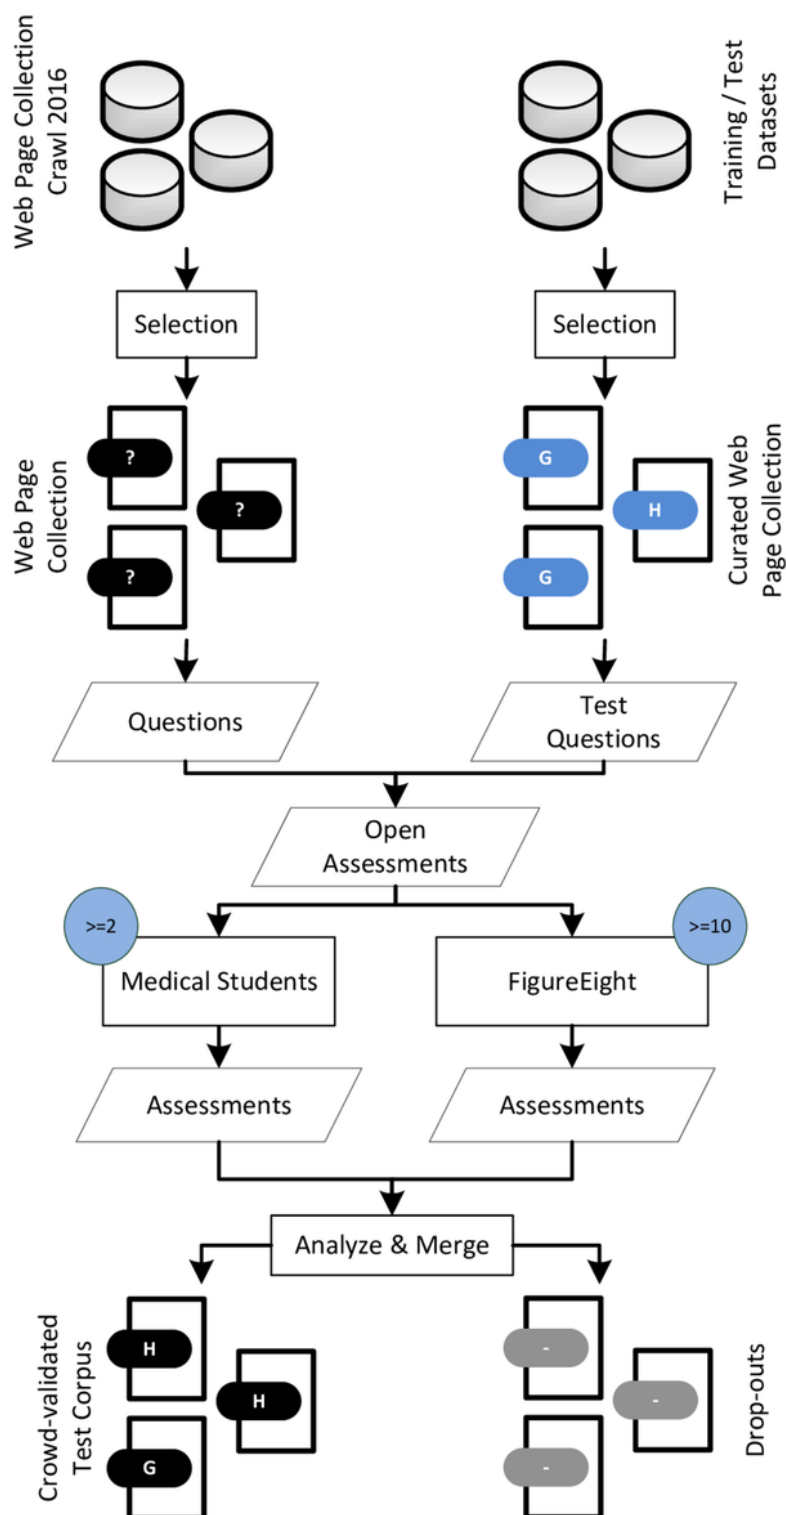 Web Page Collection
Crawl 2016
Training / Test
Datasets
Selection
Selection
Web Page
Collection
?
?
?
G
H
G
Curated Web
Page Collection
Questions
Test
Questions
Open
Assessments
>=2
>=10
Medical Students
FigureEight
Assessments
Assessments
Analyze & Merge
Crowd-validated
Test Corpus
H
H
G
-
-
-
Drop-outs